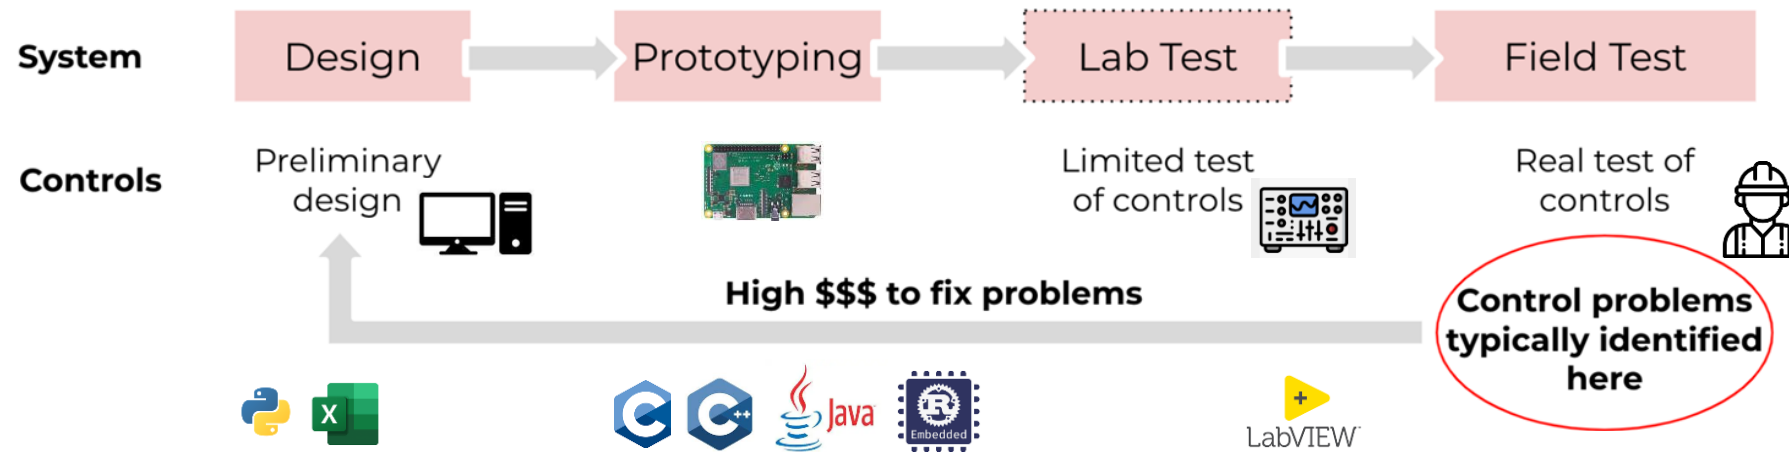 System
Design
Prototyping
Lab Test
Field Test
Controls
Preliminary
design
Limited test
of controls
Real test of
controls
High $$$ to fix problems
Control problems
typically identified
here
X
C
C++
Java
R
Embedded
LabVIEW